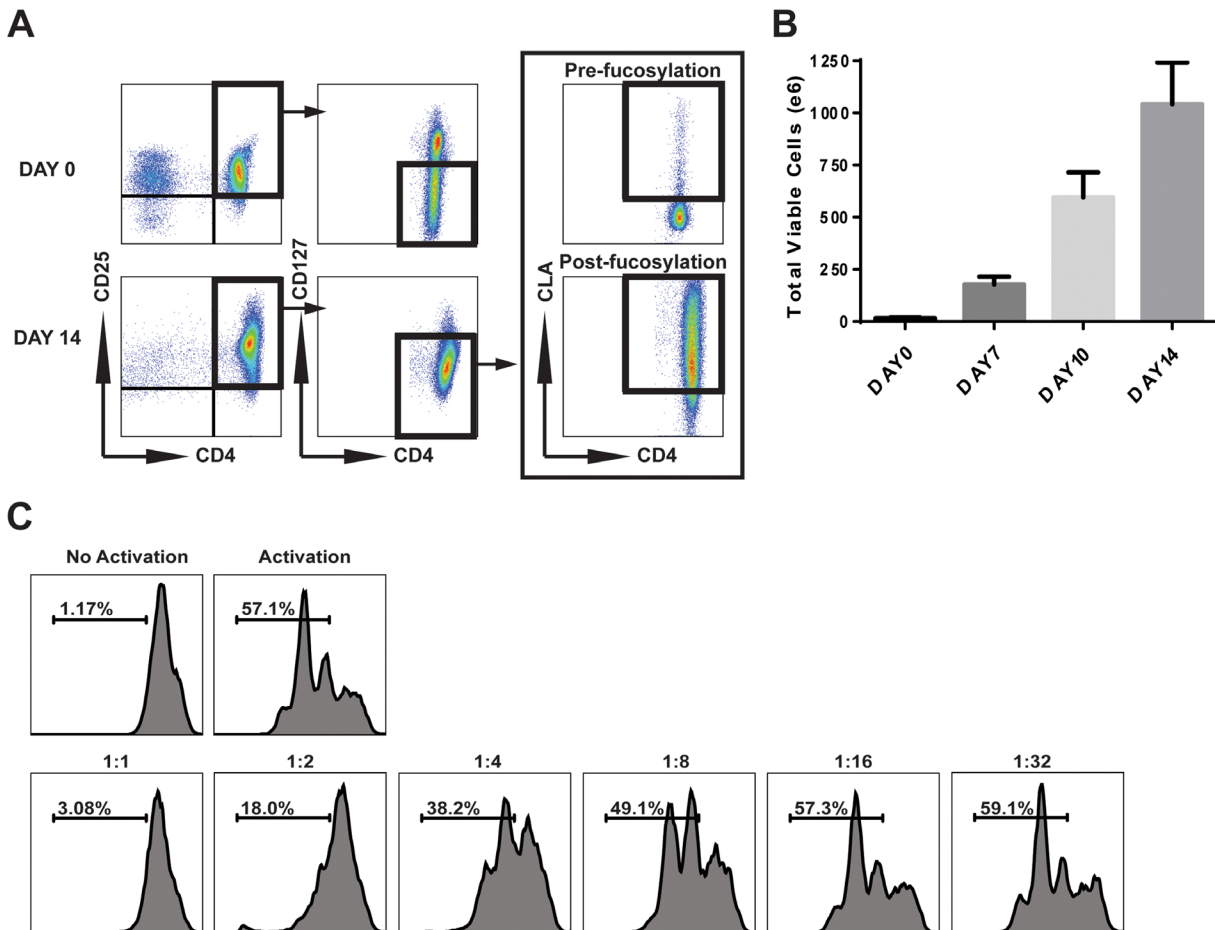 A
B
Pre-fucosylation
DAY 0
Post-fucosylation
DAY 14
CD25
CD127
CLA
CD4
CD4
CD4
Total Viable Cells (e6)
1250
1000
750
500
250
0
DAY0
DAY7
DAY10
DAY14
C
No Activation
Activation
1.17%
57.1%
1:1
1:2
1:4
1:8
1:16
1:32
3.08%
18.0%
38.2%
49.1%
57.3%
59.1%